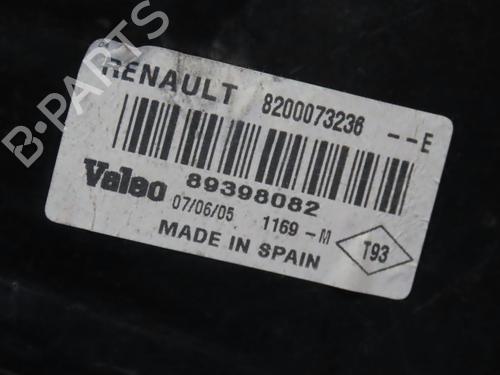 RENAULT 8200073236 --E
Valeo 89398082
07/06/05 1169-M
MADE IN SPAIN T93
B-PARTS